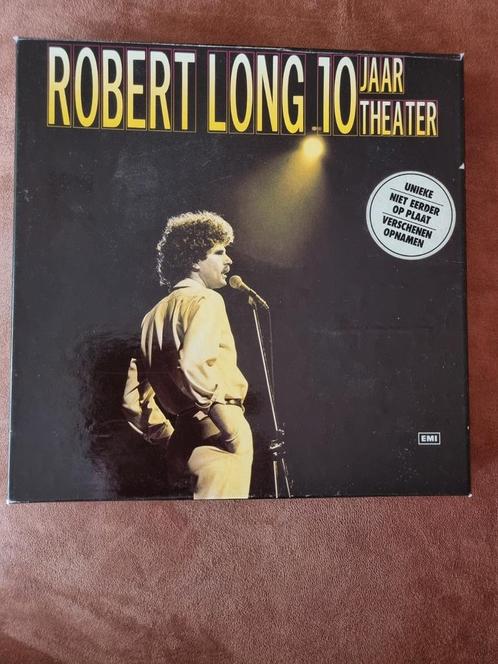 ROBERT LONG 10 JAAR
THEATER
UNIEKE
NIET EERDER
OP PLAAT
VERSCHENEN
OPNAMEN
EMI